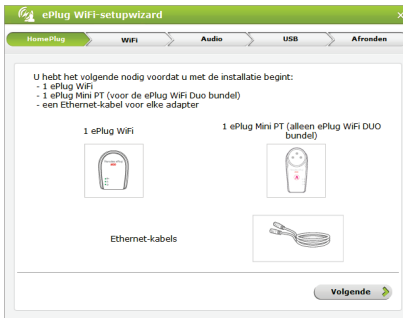 ePlug WiFi-setupwizard
HomePlug WiFi Audio USB Afronden
U hebt het volgende nodig voordat u met de installatie begint:
- 1 ePlug WiFi
- 1 ePlug Mini PT (voor de ePlug WiFi Duo bundel)
- een Ethernet-kabel voor elke adapter
1 ePlug WiFi
1 ePlug Mini PT (alleen ePlug WiFi DUO
bundel)
Ethernet-kabels
Volgende